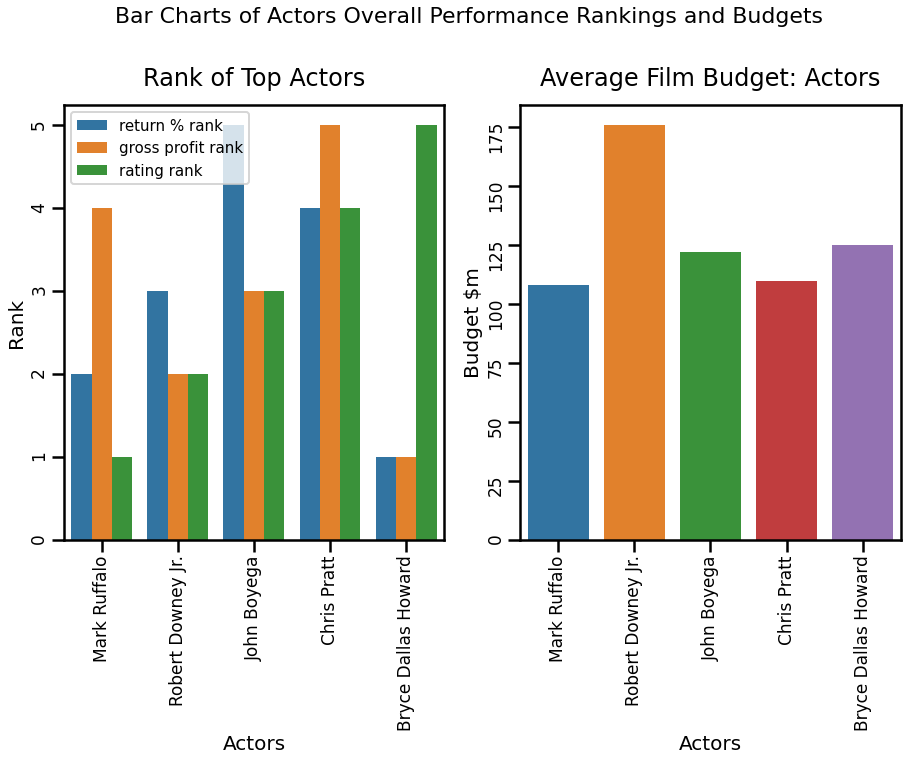 Bar Charts of Actors Overall Performance Rankings and Budgets
Rank of Top Actors
return % rank
gross profit rank
rating rank
Rank
5
4
3
2
1
0
Mark Ruffalo
Robert Downey Jr.
John Boyega
Chris Pratt
Bryce Dallas Howard
Actors
Average Film Budget: Actors
Budget $m
175
150
125
100
75
50
25
0
Mark Ruffalo
Robert Downey Jr.
John Boyega
Chris Pratt
Bryce Dallas Howard
Actors